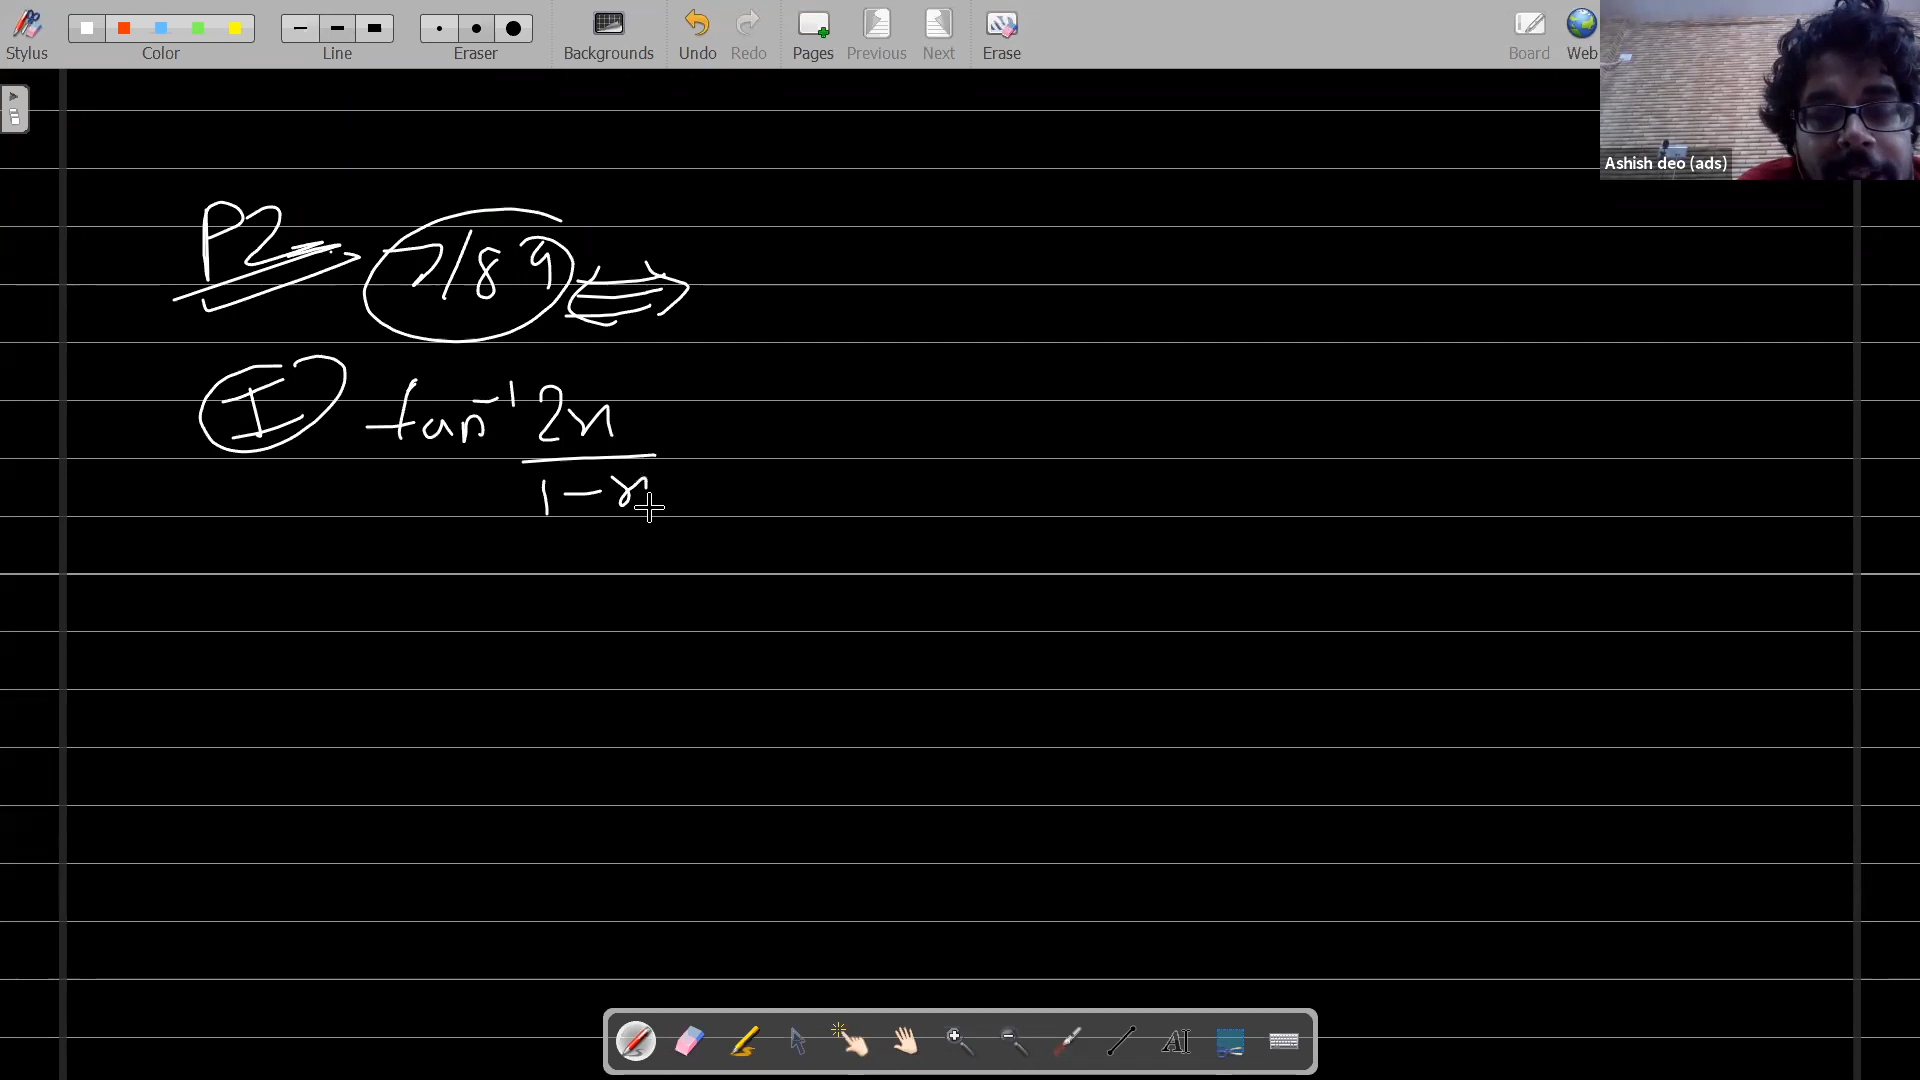 Stylus Color Line Eraser Backgrounds Undo Redo Pages Previous Next Erase Board Web
Ashish deo (ads)
P2 7/89
I tan⁻¹ 2x
1 - x
AI